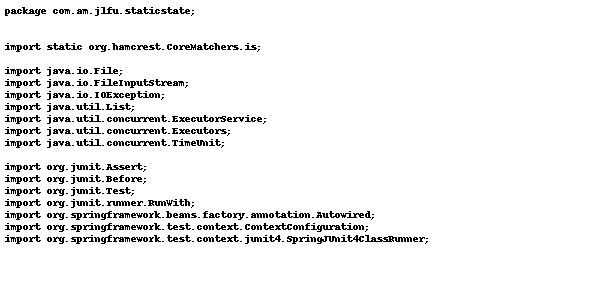 package com.am.jlfu.staticstate;
import static org.hamcrest.CoreMatchers.is;
import java.io.File;
import java.io.FileInputStream;
import java.io.IOException;
import java.util.List;
import java.util.concurrent.ExecutorService;
import java.util.concurrent.Executors;
import java.util.concurrent.TimeUnit;
import org.junit.Assert;
import org.junit.Before;
import org.junit.Test;
import org.junit.runner.RunWith;
import org.springframework.beans.factory.annotation.Autowired;
import org.springframework.test.context.ContextConfiguration;
import org.springframework.test.context.junit4.SpringJUnit4ClassRunner;